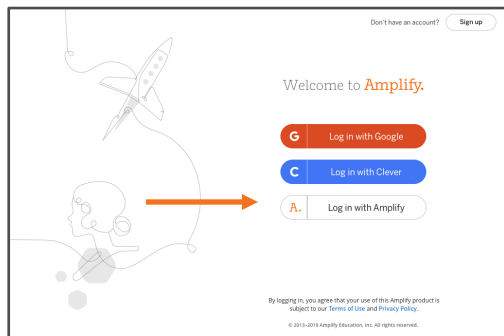 Don't have an account? Sign up
Welcome to Amplify.
G Log in with Google
C Log in with Clever
A. Log in with Amplify
By logging in, you agree that your use of this Amplify product is
subject to our Terms of Use and Privacy Policy.
© 2013–2019 Amplify Education, Inc. All rights reserved.